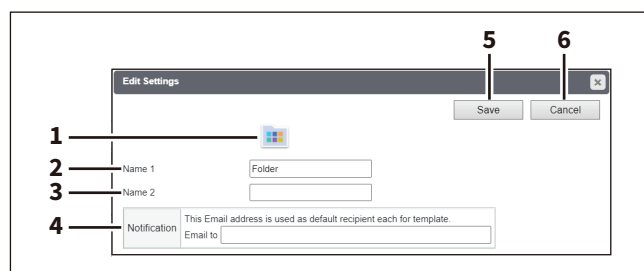 5 6
Edit Settings
Save Cancel
1
2 Name 1 Folder
3 Name 2
4 Notification This Email address is used as default recipient each for template.
Email to